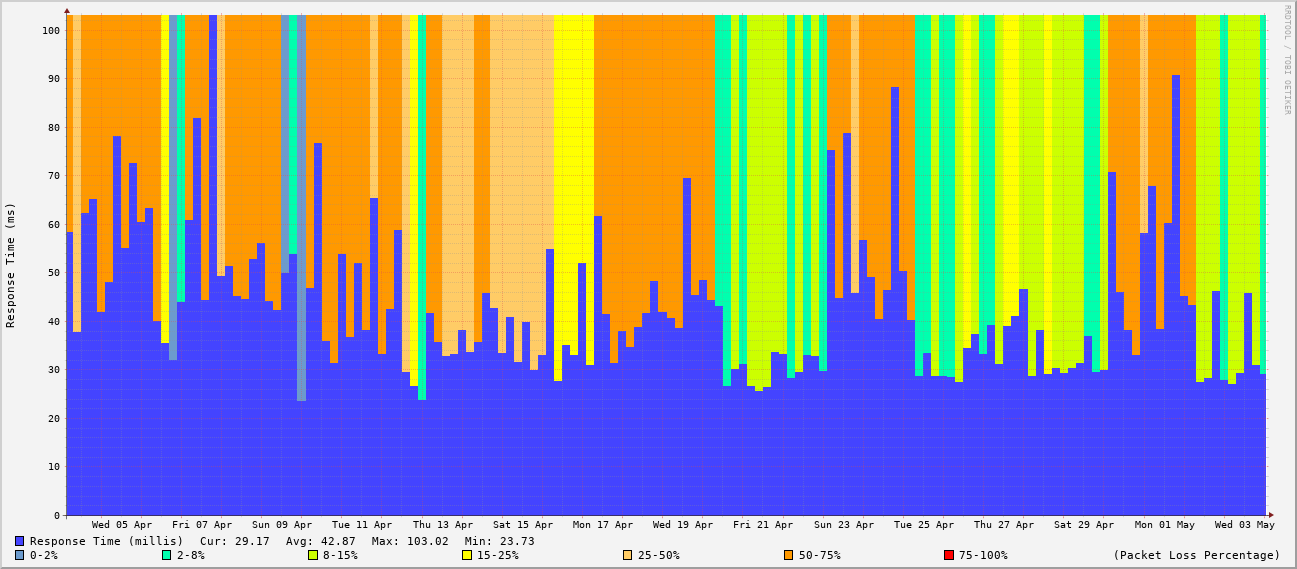 RRDTOOL / TOBI OETIKER
Response Time (ms)
100
90
80
70
60
50
40
30
20
10
0
Wed 05 Apr Fri 07 Apr Sun 09 Apr Tue 11 Apr Thu 13 Apr Sat 15 Apr Mon 17 Apr Wed 19 Apr Fri 21 Apr Sun 23 Apr Tue 25 Apr Thu 27 Apr Sat 29 Apr Mon 01 May Wed 03 May
Response Time (millis) Cur: 29.17 Avg: 42.87 Max: 103.02 Min: 23.73
0-2% 2-8% 8-15% 15-25% 25-50% 50-75% 75-100% (Packet Loss Percentage)